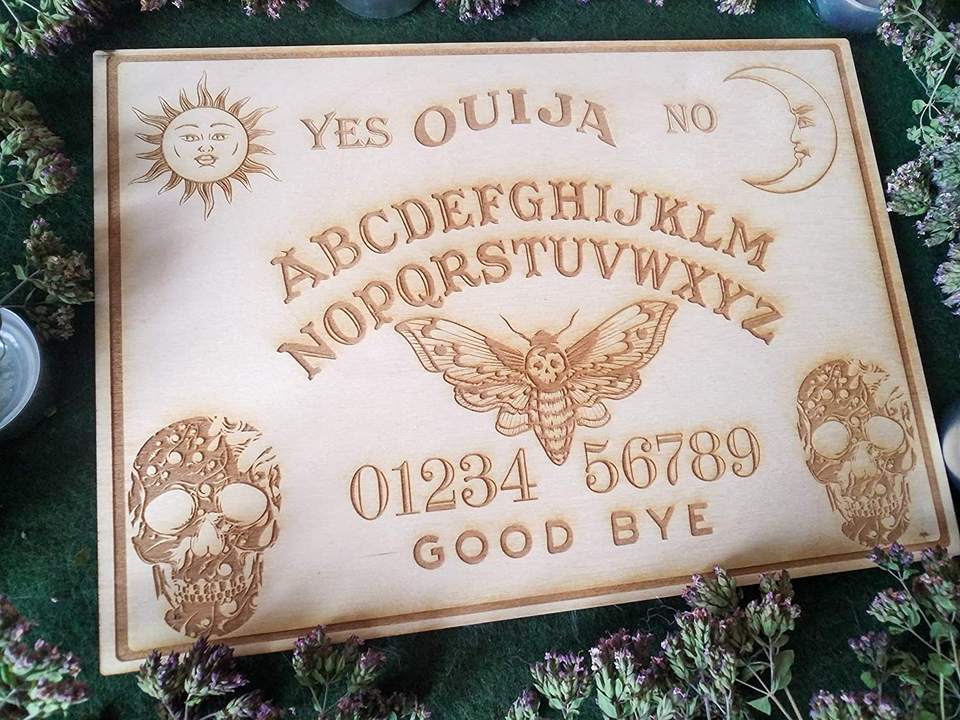 YES OUIJA NO
ABCDEFGHIJKLM
NOPQRSTUVWXYZ
01234 56789
GOOD BYE